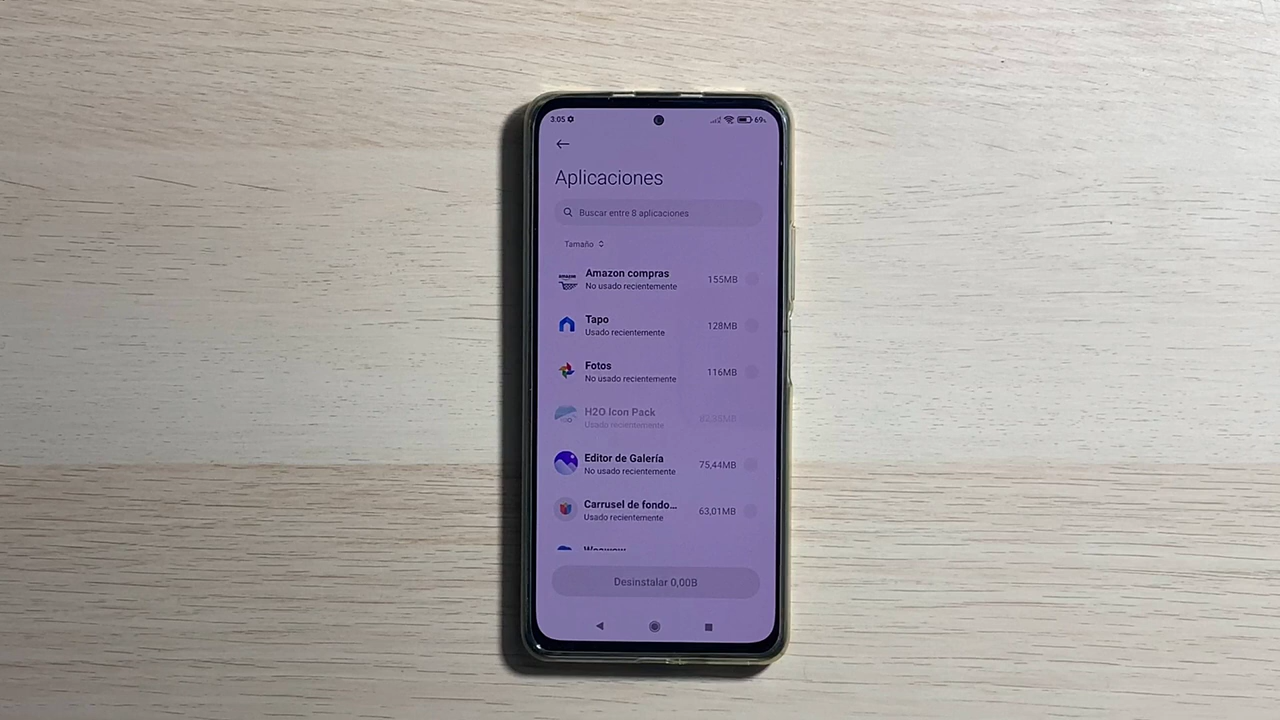 3:05 69%
Aplicaciones
Buscar entre 8 aplicaciones
Tamaño
amazon
Amazon compras
No usado recientemente
155MB
Tapo
Usado recientemente
128MB
Fotos
No usado recientemente
116MB
H2O Icon Pack
Usado recientemente
Editor de Galería
No usado recientemente
75,44MB
Carrusel de fondo...
Usado recientemente
63,01MB
Desinstalar 0,00B